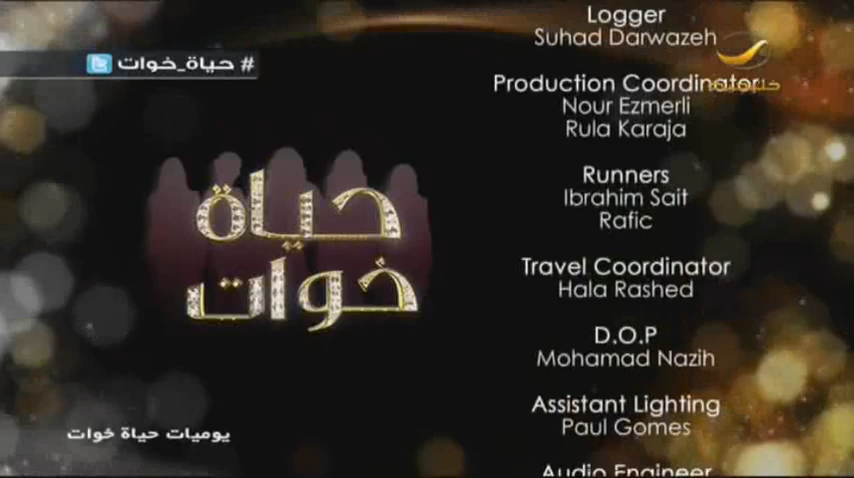 # حياة_خوات
حياة
خوات
يوميات حياة خوات
Logger
Suhad Darwazeh
خليجية
Production Coordinator
Nour Ezmerli
Rula Karaja
Runners
Ibrahim Sait
Rafic
Travel Coordinator
Hala Rashed
D.O.P
Mohamad Nazih
Assistant Lighting
Paul Gomes
Audio Engineer